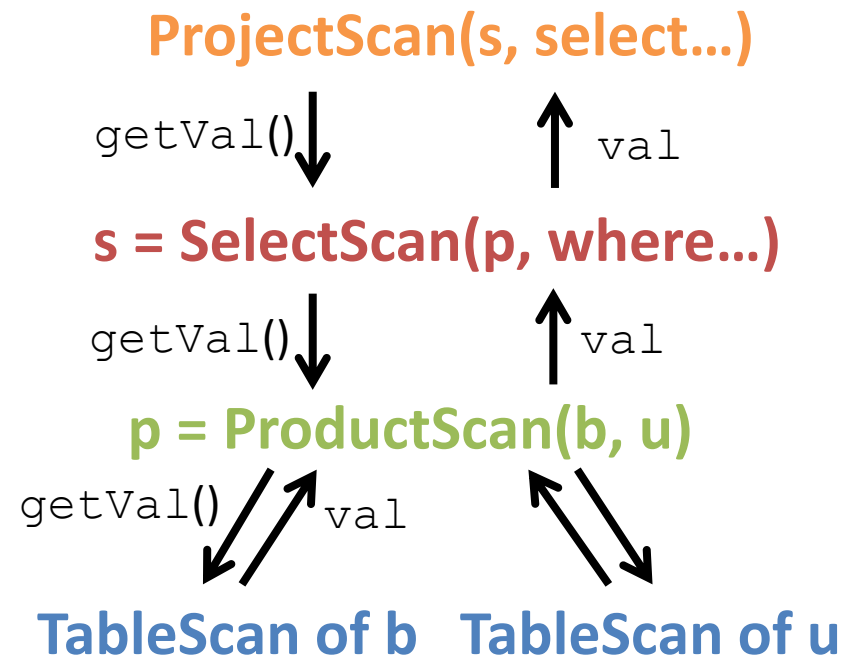 ProjectScan(s, select…)
getVal() val
s = SelectScan(p, where…)
getVal() val
p = ProductScan(b, u)
getVal() val
TableScan of b TableScan of u